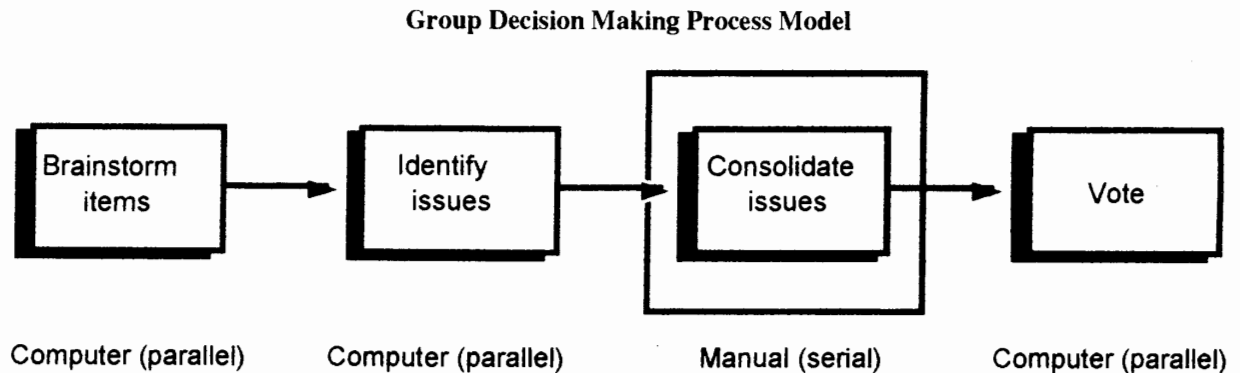 Group Decision Making Process Model
Brainstorm
items
Identify
issues
Consolidate
issues
Vote
Computer (parallel)
Computer (parallel)
Manual (serial)
Computer (parallel)